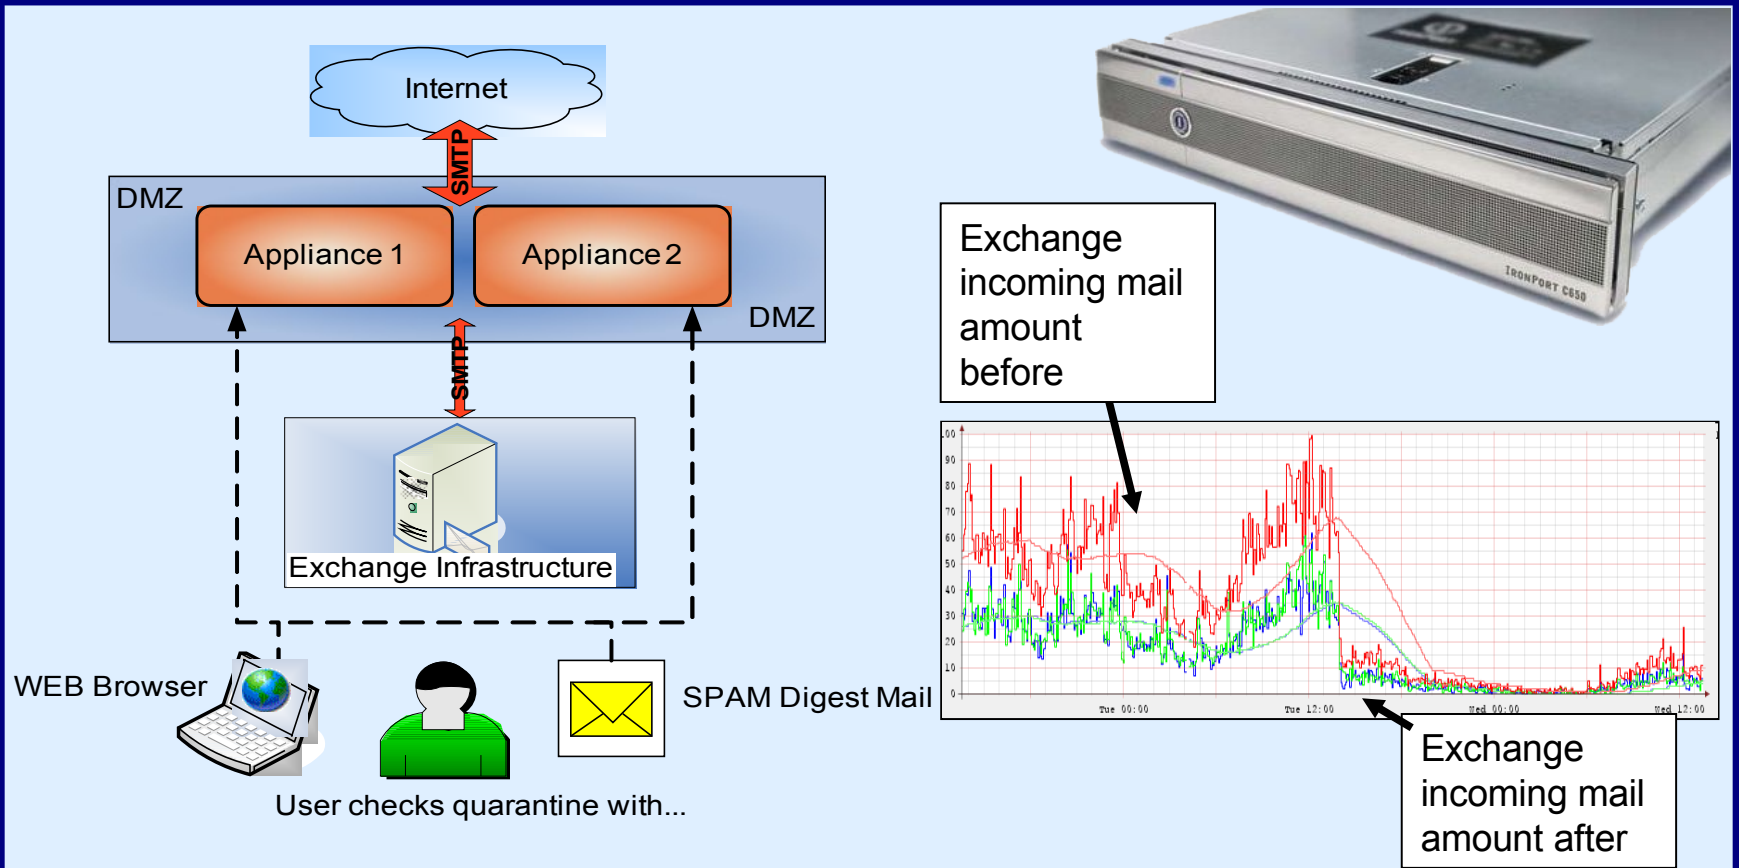 Internet
SMTP
DMZ
Appliance 1
Appliance 2
DMZ
SMTP
Exchange Infrastructure
WEB Browser
SPAM Digest Mail
User checks quarantine with...
IRONPORT C650
Exchange
incoming mail
amount
before
100
90
80
70
60
50
40
30
20
10
0
Tue 00:00
Tue 12:00
Wed 00:00
Wed 12:00
Exchange
incoming mail
amount after